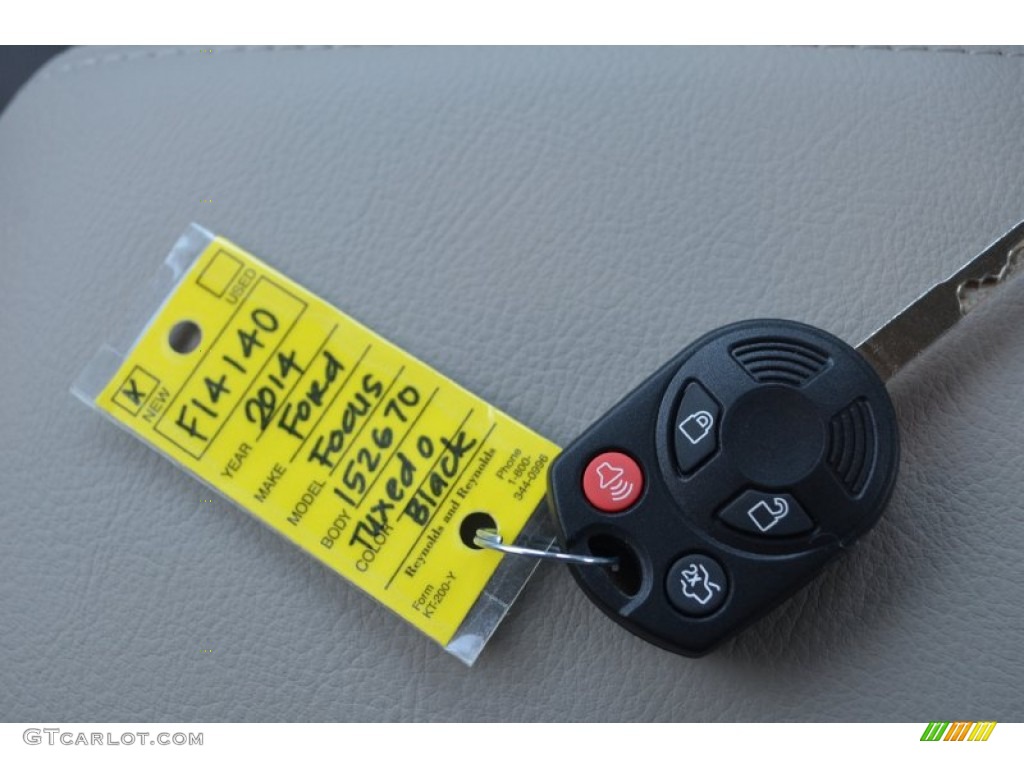 USED
X NEW
F14140
YEAR 2014
MAKE Ford
MODEL Focus
BODY 152670
COLOR Tuxedo
Black
Reynolds and Reynolds
Form
KT-200-Y
Phone
1-800-
344-0996
GTCARLOT.COM